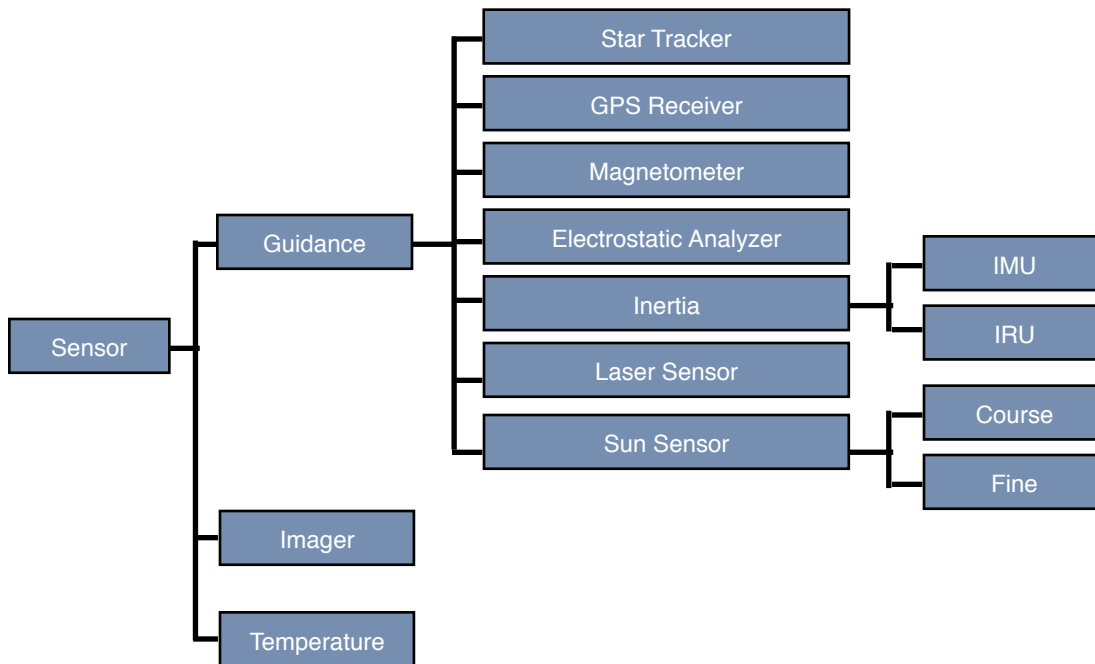 Star Tracker
GPS Receiver
Magnetometer
Guidance
Electrostatic Analyzer
IMU
Inertia
IRU
Sensor
Laser Sensor
Course
Sun Sensor
Fine
Imager
Temperature